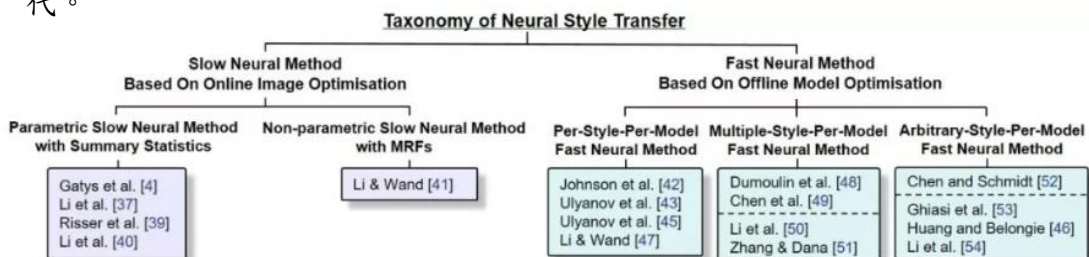 代。
Taxonomy of Neural Style Transfer
Slow Neural Method
Based On Online Image Optimisation
Fast Neural Method
Based On Offline Model Optimisation
Parametric Slow Neural Method
with Summary Statistics
Non-parametric Slow Neural Method
with MRFs
Per-Style-Per-Model
Fast Neural Method
Multiple-Style-Per-Model
Fast Neural Method
Arbitrary-Style-Per-Model
Fast Neural Method
Gatys et al. [4]
Li et al. [37]
Risser et al. [39]
Li et al. [40]
Li & Wand [41]
Johnson et al. [42]
Ulyanov et al. [43]
Ulyanov et al. [45]
Li & Wand [47]
Dumoulin et al. [48]
Chen et al. [49]
Li et al. [50]
Zhang & Dana [51]
Chen and Schmidt [52]
Ghiasi et al. [53]
Huang and Belongie [46]
Li et al. [54]